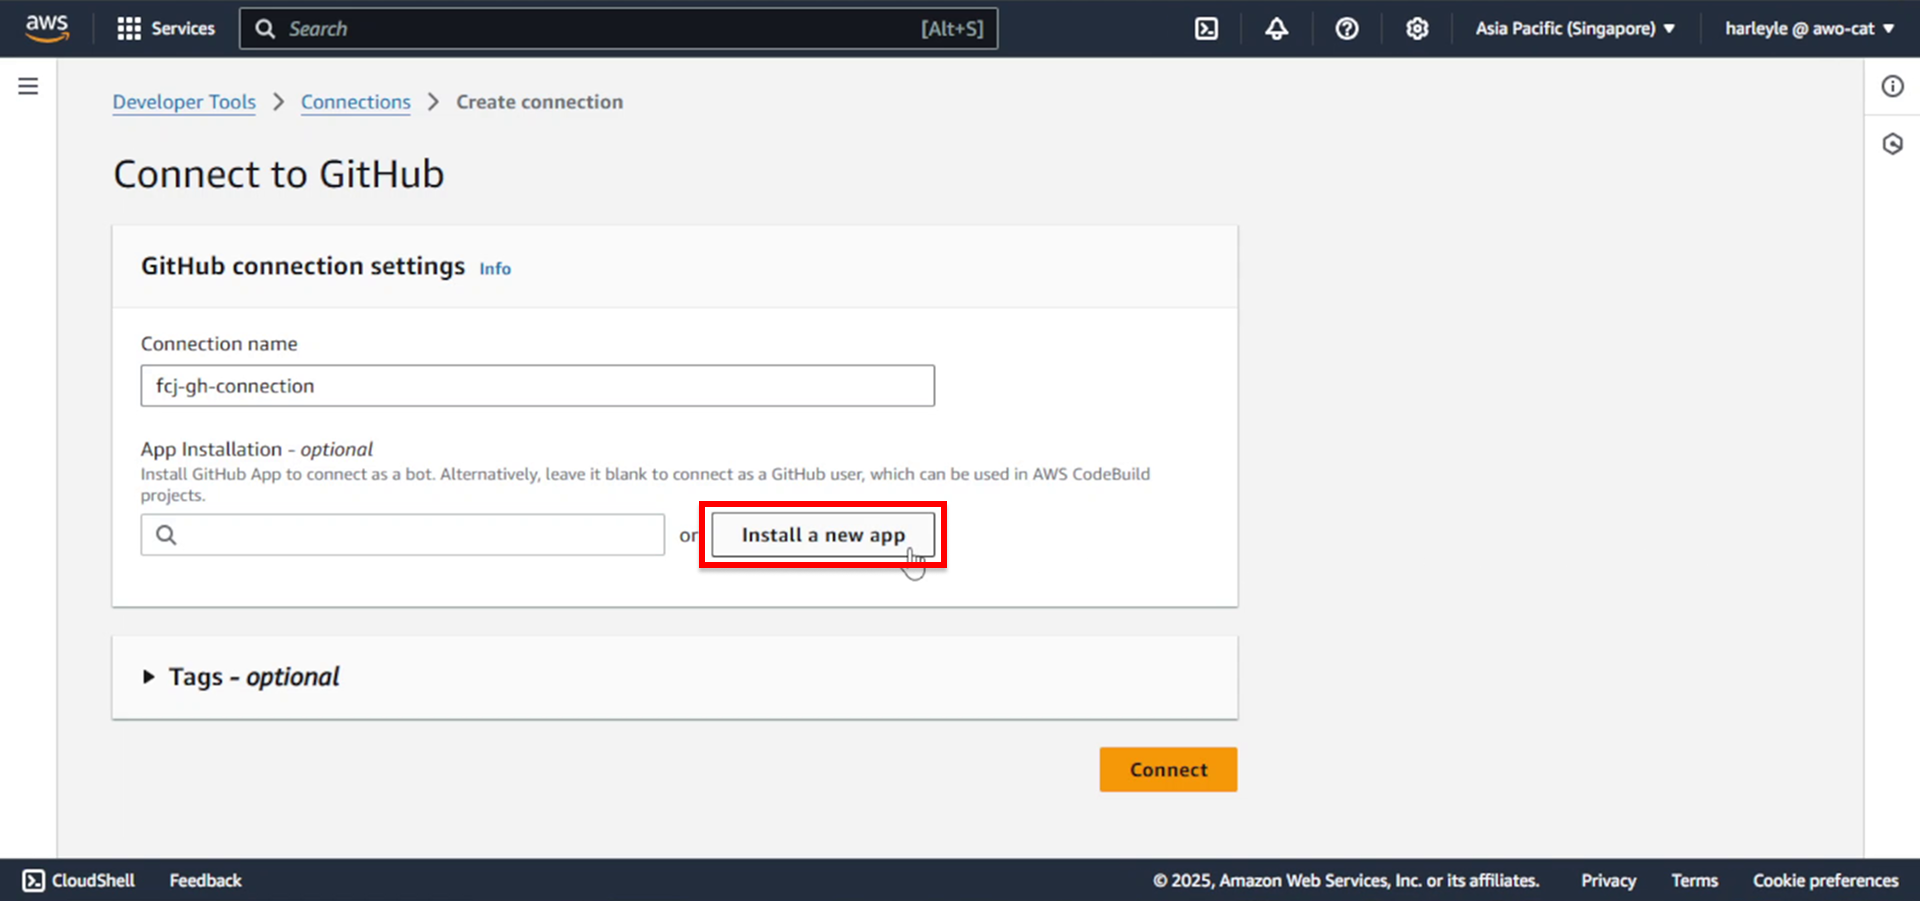 aws
Services
Search
[Alt+S]
Asia Pacific (Singapore)
harleyle @ awo-cat
Developer Tools
Connections
Create connection
Connect to GitHub
GitHub connection settings Info
Connection name
fcj-gh-connection
App Installation - optional
Install GitHub App to connect as a bot. Alternatively, leave it blank to connect as a GitHub user, which can be used in AWS CodeBuild
projects.
or
Install a new app
Tags - optional
Connect
CloudShell
Feedback
© 2025, Amazon Web Services, Inc. or its affiliates.
Privacy
Terms
Cookie preferences